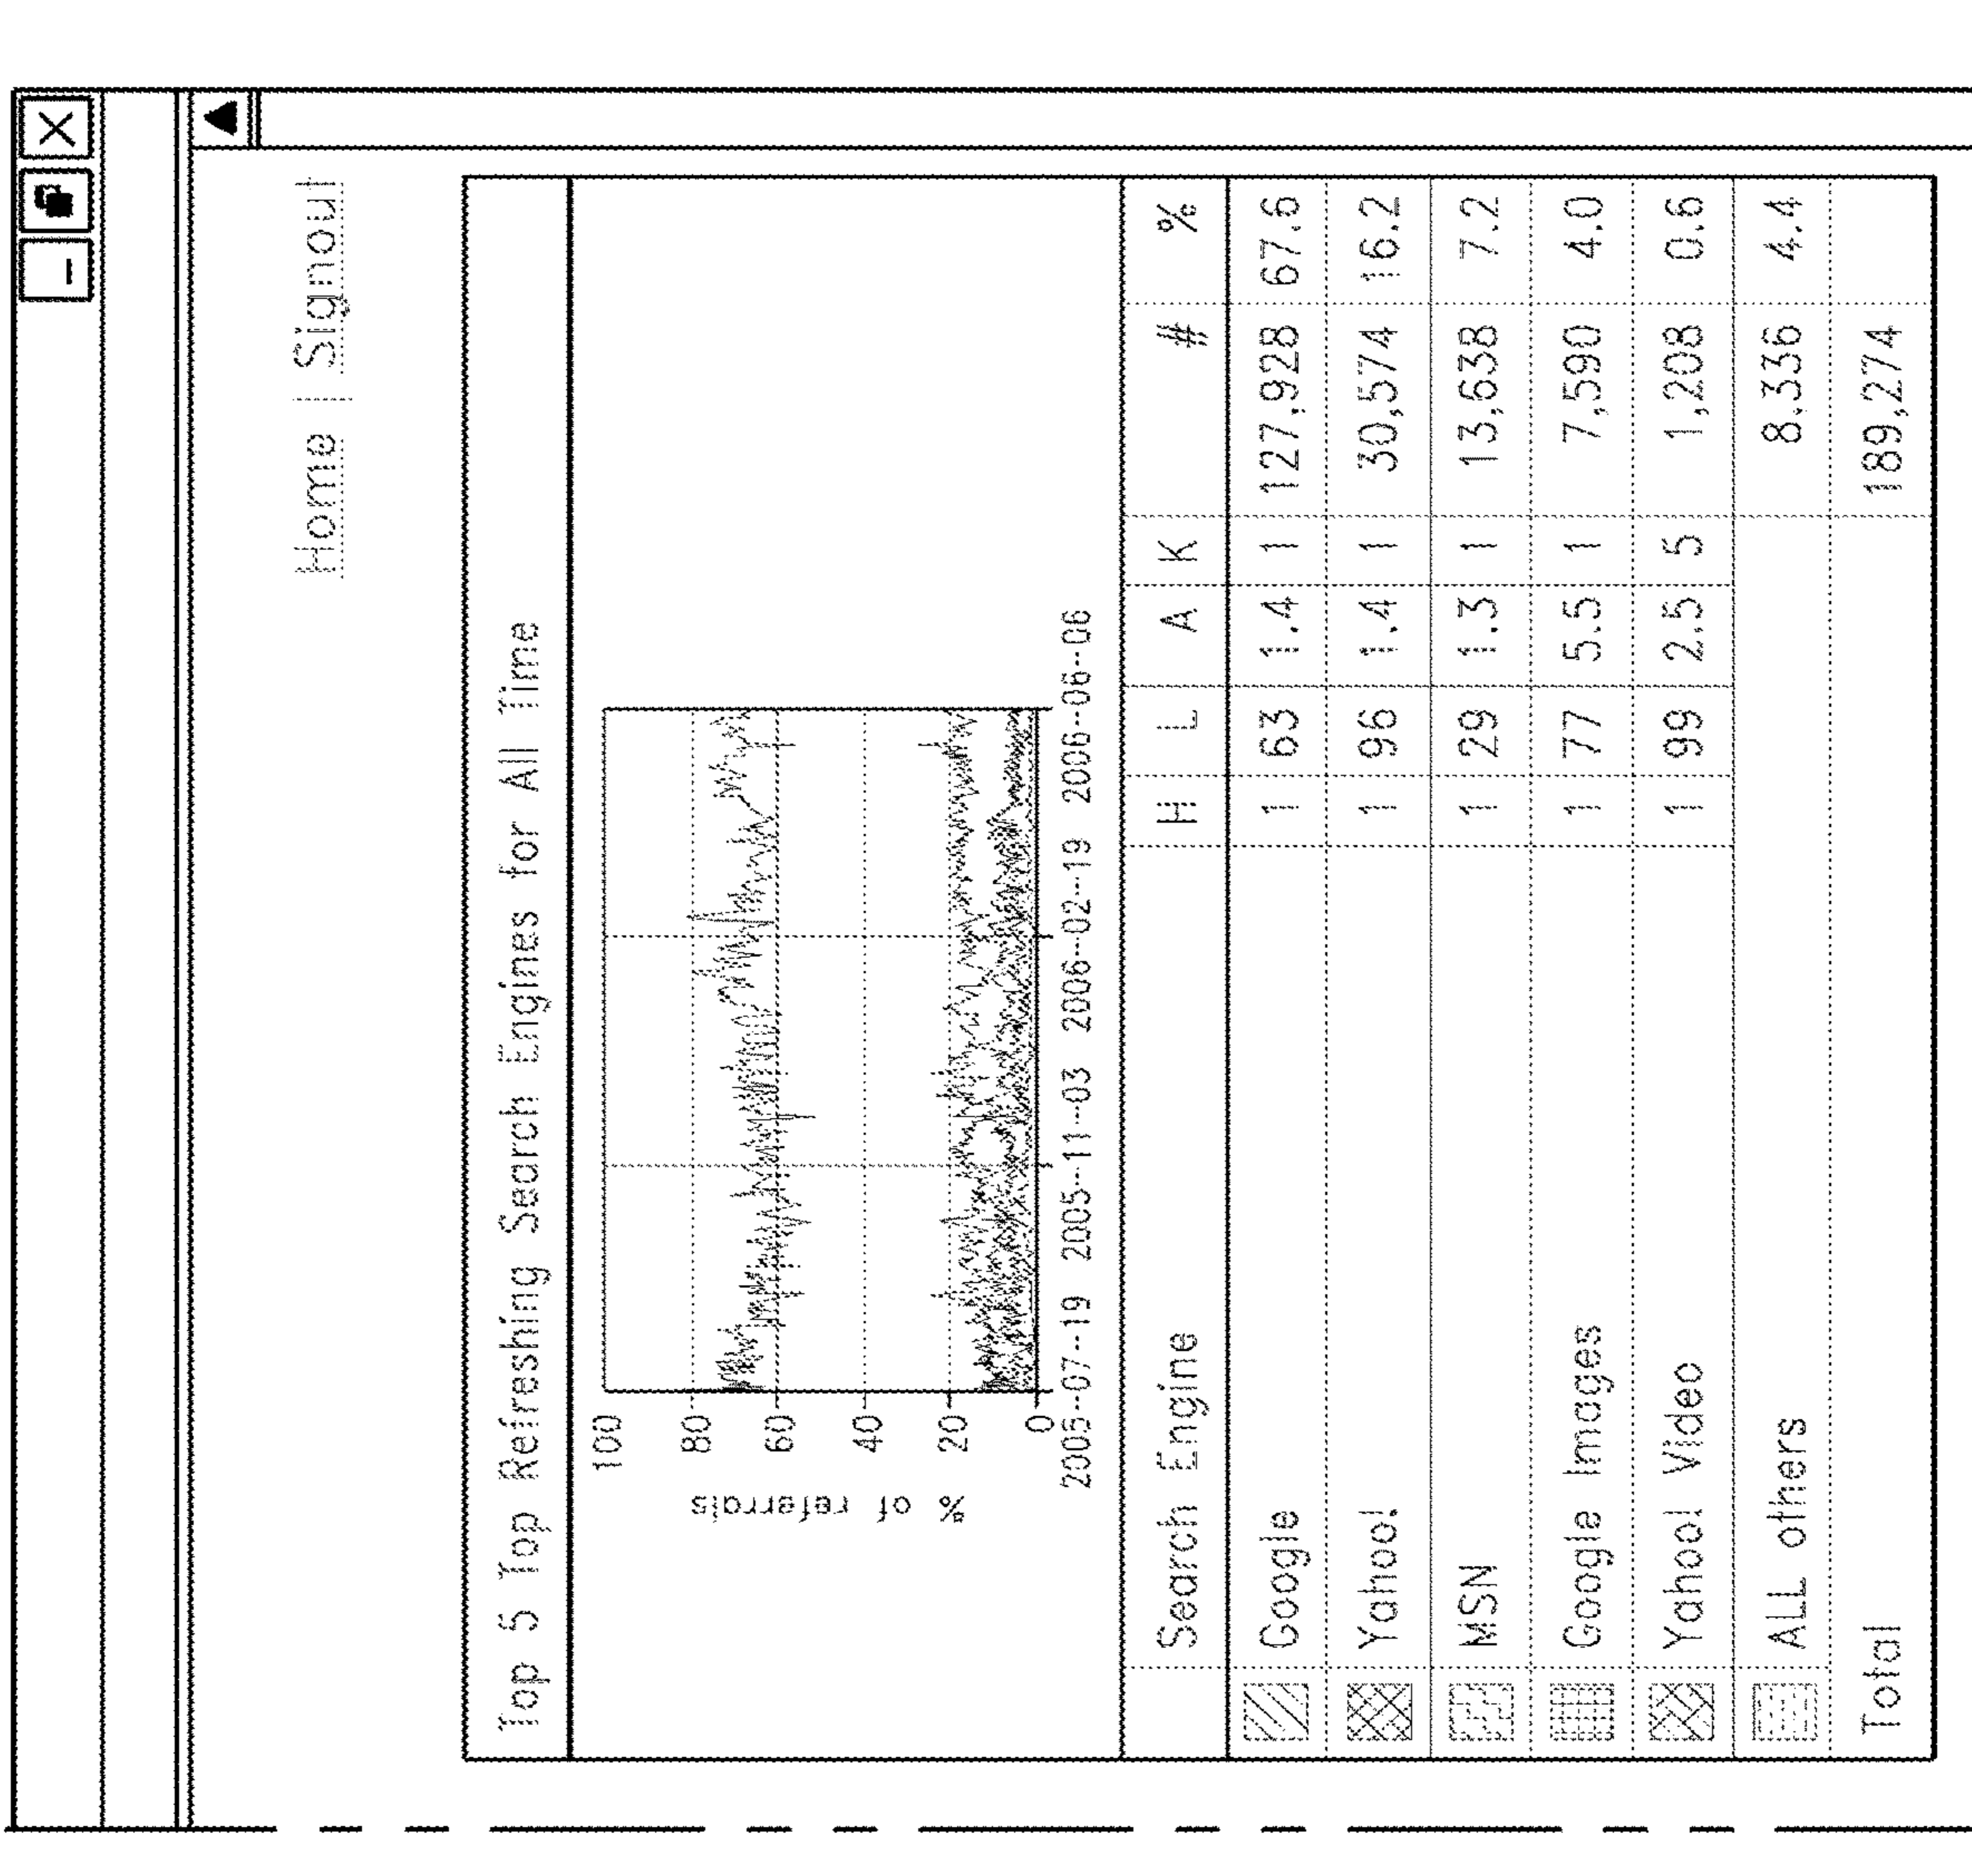 Home | Signout
Top 5 Top Refreshing Search Engines for All Time
% of referrals
100
80
60
40
20
0
2005--07--19 2005--11--03 2006--02--19 2006--06--06
Search Engine H L A K # %
Google 1 63 1.4 1 127,928 67.6
Yahoo! 1 96 1.4 1 30,574 16.2
MSN 1 29 1.3 1 13,638 7.2
Google Images 1 77 5.5 1 7,590 4.0
Yahoo! Video 1 99 2.5 5 1,208 0.6
ALL others 8.336 4.4
Total 189,274